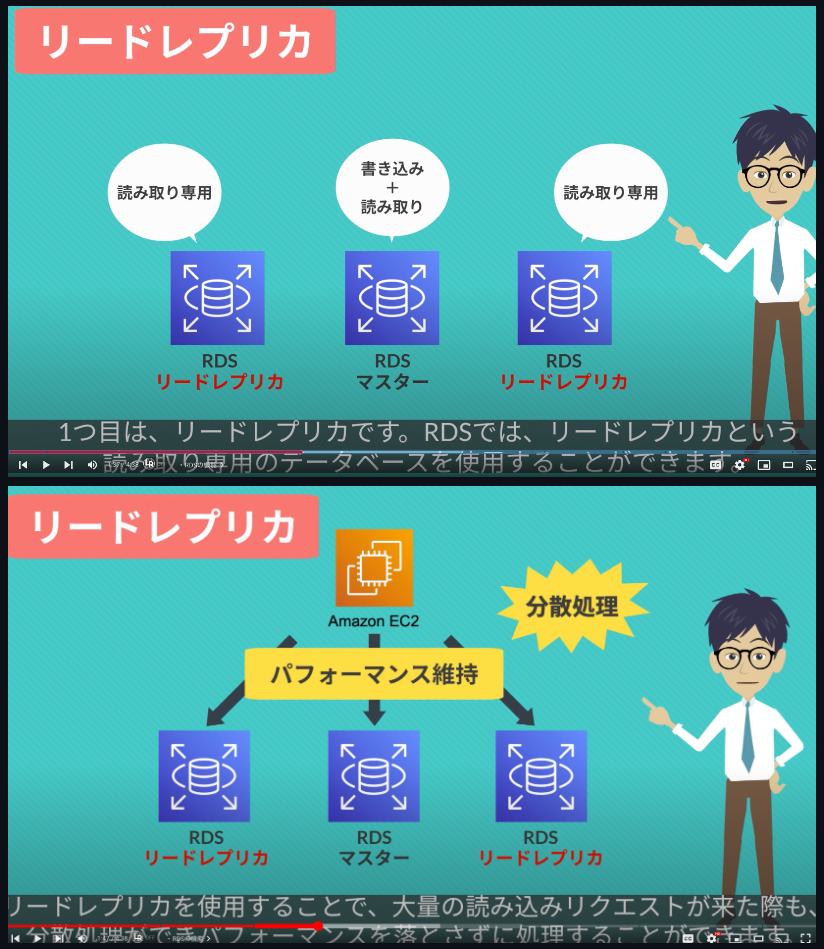 リードレプリカ
読み取り専用
書き込み
+
読み取り
読み取り専用
RDS
リードレプリカ
RDS
マスター
RDS
リードレプリカ
1つ目は、リードレプリカです。RDSでは、リードレプリカという
読み取り専用のデータベースを使用することができます。
リードレプリカ
Amazon EC2
分散処理
パフォーマンス維持
RDS
リードレプリカ
RDS
マスター
RDS
リードレプリカ
リードレプリカを使用することで、大量の読み込みリクエストが来た際も、
分散処理ができパフォーマンスを落とさずに処理することができます。